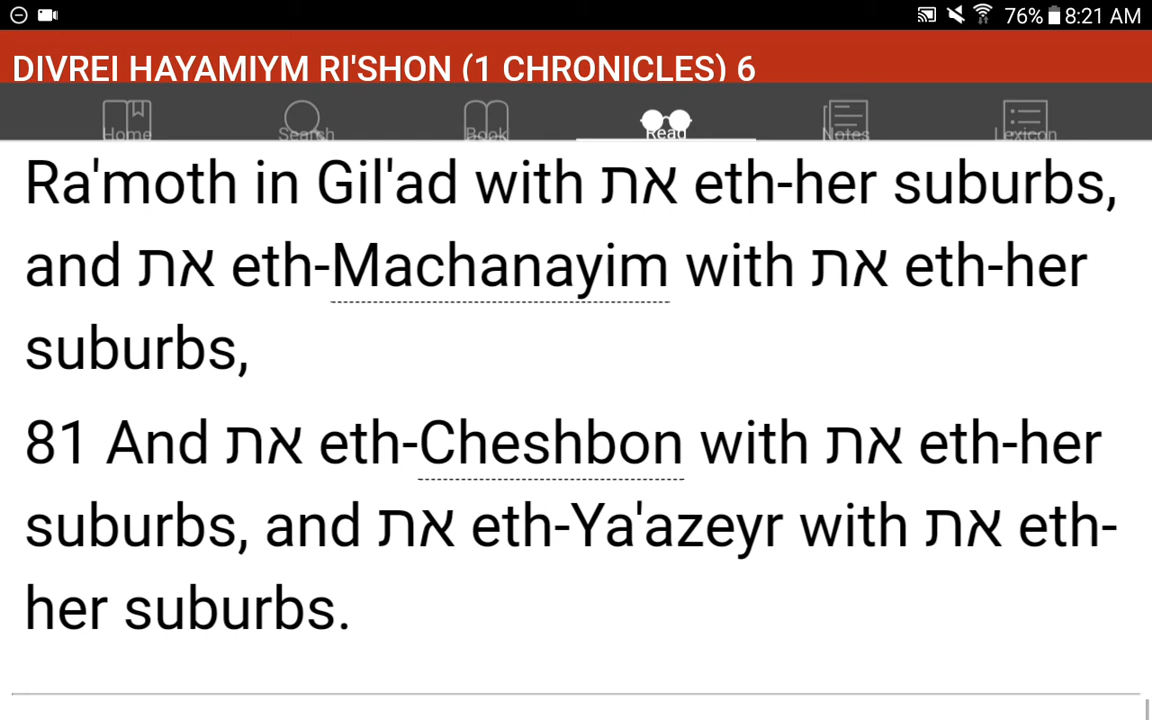 76% 8:21 AM
DIVREI HAYAMIYM RI'SHON (1 CHRONICLES) 6
Home Search Book Read Notes Lexicon
Ra'moth in Gil'ad with את eth-her suburbs,
and את eth-Machanayim with את eth-her
suburbs,
81 And את eth-Cheshbon with את eth-her
suburbs, and את eth-Ya'azeyr with את eth-
her suburbs.